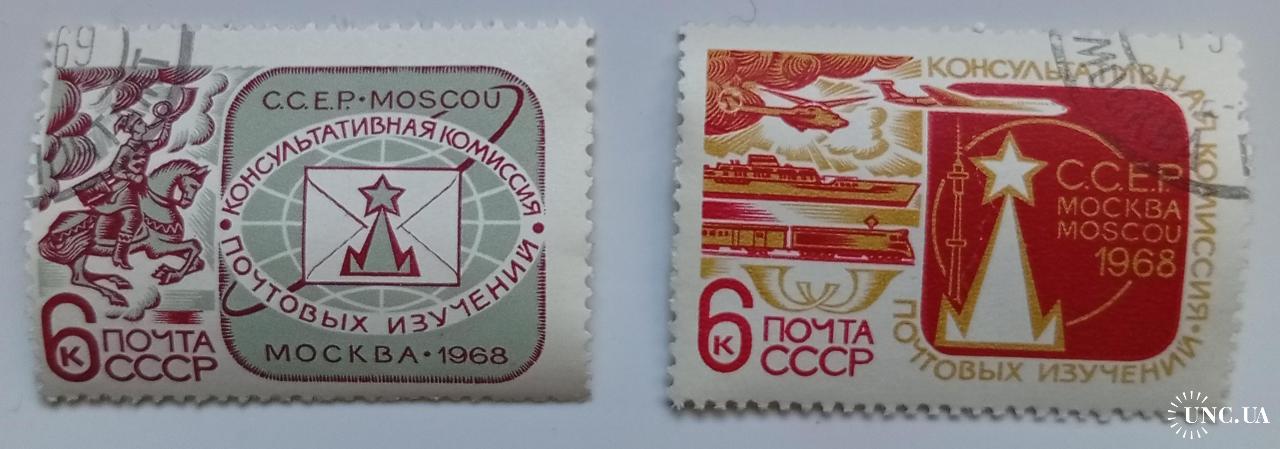 69
С.С.Е.Р. • MOSCOU
• КОНСУЛЬТАТИВНАЯ КОМИССИЯ •
ПОЧТОВЫХ ИЗУЧЕНИЙ
МОСКВА • 1968
6 к
ПОЧТА
СССР
КОНСУЛЬТАТИВНАЯ КОМИССИЯ •
ПОЧТОВЫХ ИЗУЧЕНИЙ
С.С.Е.Р.
МОСКВА
MOSCOU
1968
6 к
ПОЧТА
СССР
UNC.UA